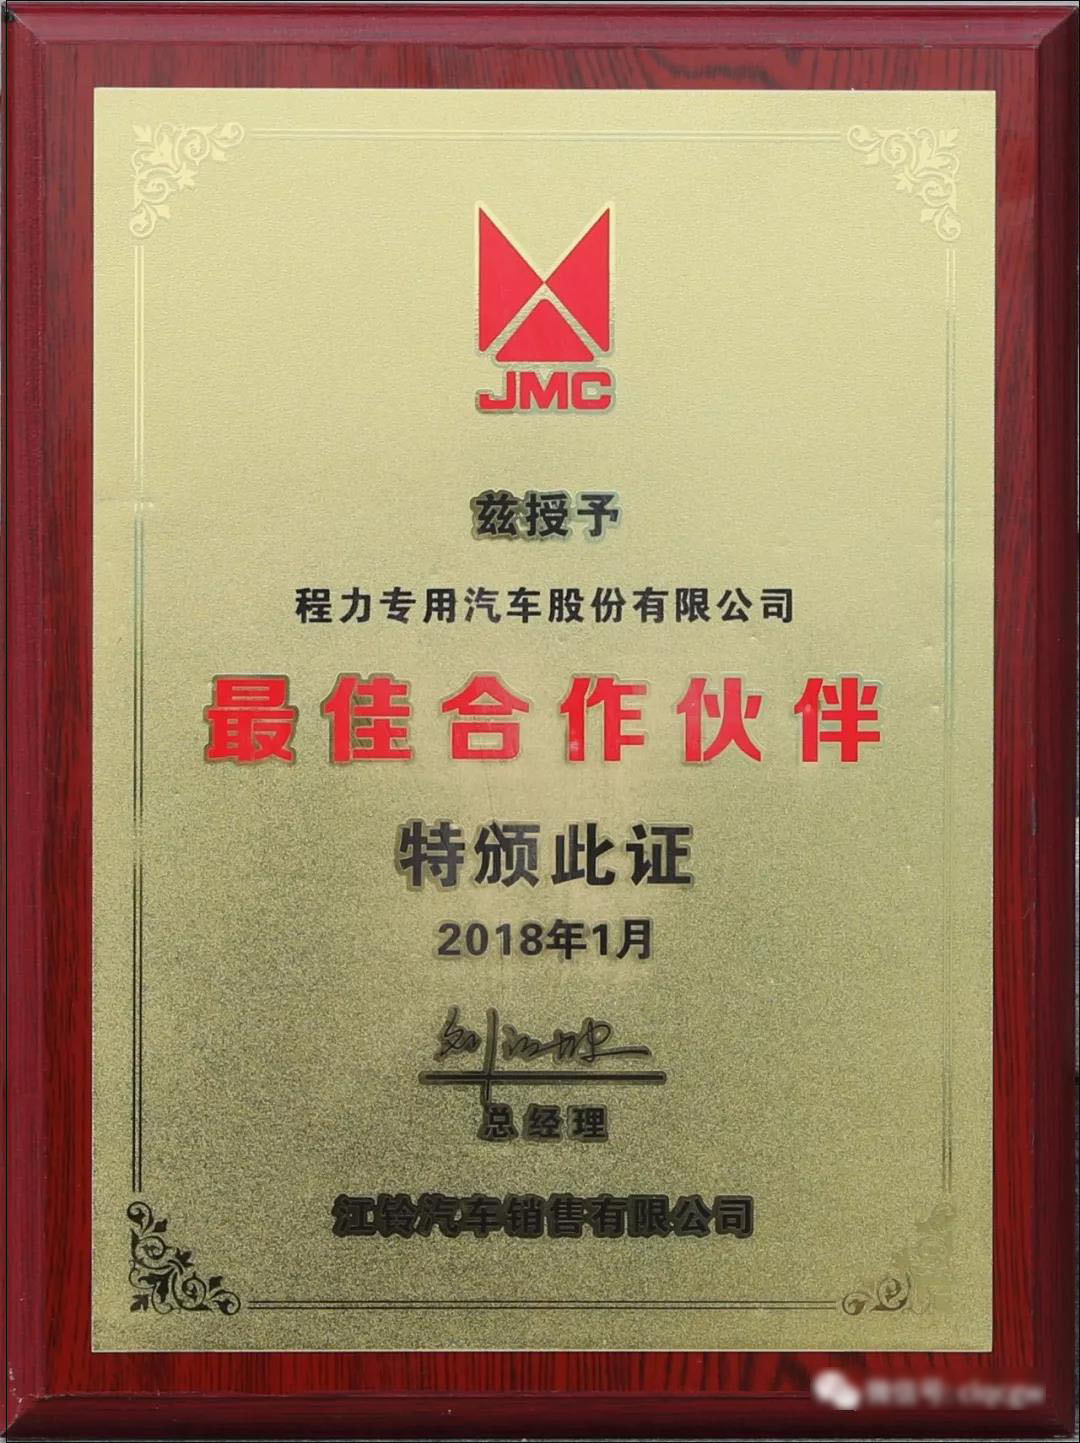 JMC
兹授予
程力专用汽车股份有限公司
最佳合作伙伴
特颁此证
2018年1月
总经理
江铃汽车销售有限公司